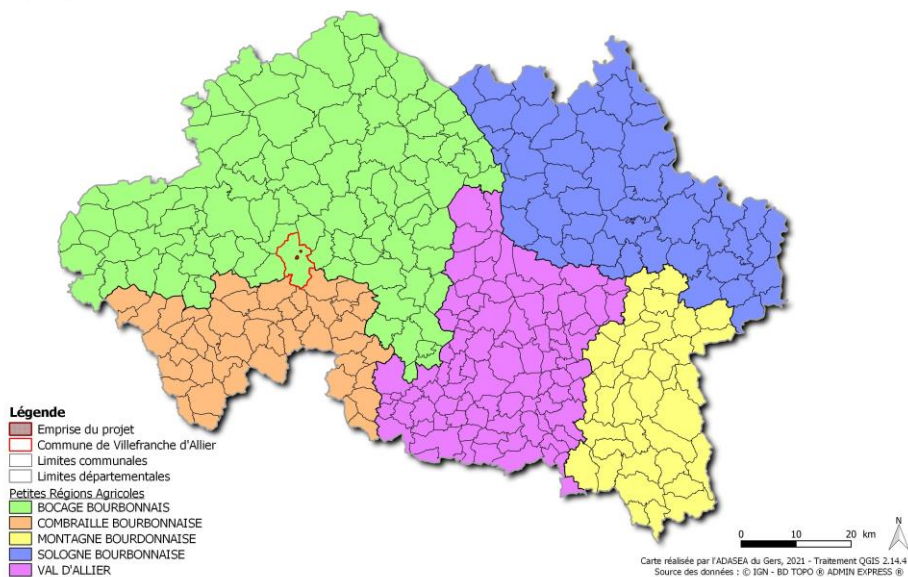 Légende
Emprise du projet
Commune de Villefranche d'Allier
Limites communales
Limites départementales
Petites Régions Agricoles
BOCAGE BOURBONNAIS
COMBRAILLE BOURBONNAISE
MONTAGNE BOURDONNAISE
SOLOGNE BOURBONNAISE
VAL D'ALLIER
N
0 10 20 km
Carte réalisée par l'ADASEA du Gers, 2021 - Traitement QGIS 2.14.4
Source des données : © IGN - BD TOPO ® ADMIN EXPRESS ®